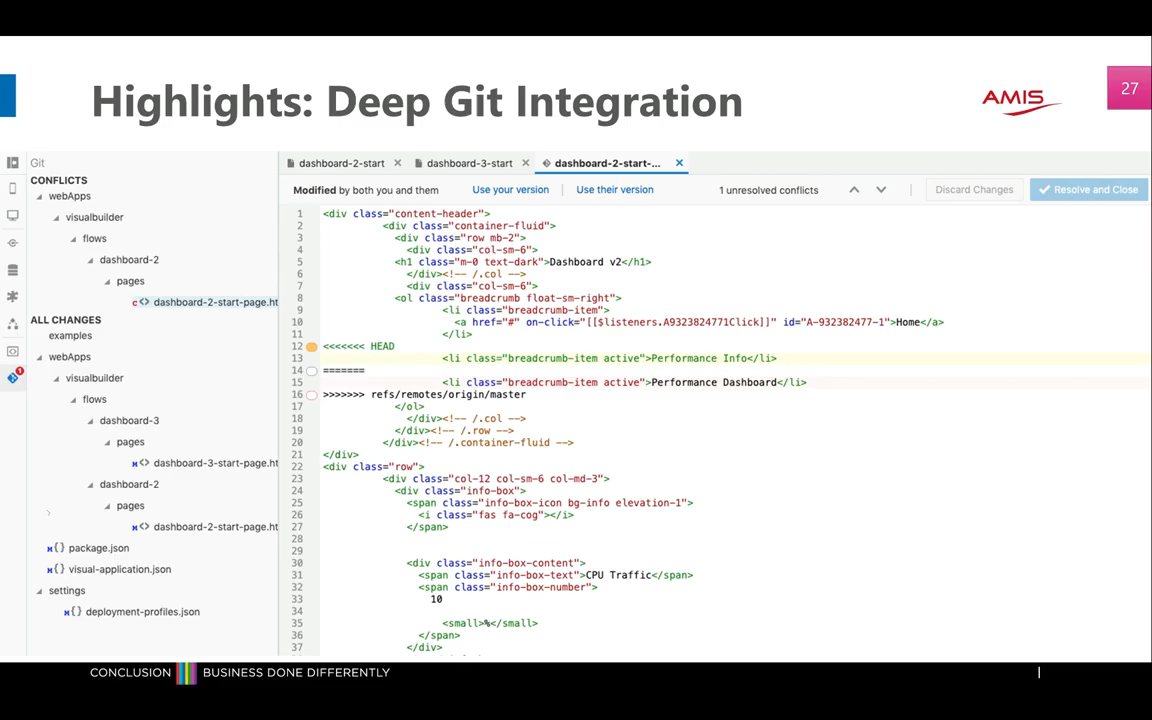 Highlights: Deep Git Integration
AMIS
27
Git
CONFLICTS
webApps
visualbuilder
flows
dashboard-2
pages
c<> dashboard-2-start-page.ht
ALL CHANGES
examples
webApps
visualbuilder
flows
dashboard-3
pages
M<> dashboard-3-start-page.ht
dashboard-2
pages
M<> dashboard-2-start-page.ht
M{} package.json
M{} visual-application.json
settings
M{} deployment-profiles.json
1
dashboard-2-start × dashboard-3-start × dashboard-2-start-... ×
Modified by both you and them Use your version | Use their version 1 unresolved conflicts | Discard Changes Resolve and Close
1 <div class="content-header">
2 <div class="container-fluid">
3 <div class="row mb-2">
4 <div class="col-sm-6">
5 <h1 class="m-0 text-dark">Dashboard v2</h1>
6 </div><!-- /.col -->
7 <div class="col-sm-6">
8 <ol class="breadcrumb float-sm-right">
9 <li class="breadcrumb-item">
10 <a href="#" on-click="[[$listeners.A9323824771Click]]" id="A-932382477-1">Home</a>
11 </li>
12 <<<<<<< HEAD
13 <li class="breadcrumb-item active">Performance Info</li>
14 =======
15 <li class="breadcrumb-item active">Performance Dashboard</li>
16 >>>>>>> refs/remotes/origin/master
17 </ol>
18 </div><!-- /.col -->
19 </div><!-- /.row -->
20 </div><!-- /.container-fluid -->
21 </div>
22 <div class="row">
23 <div class="col-12 col-sm-6 col-md-3">
24 <div class="info-box">
25 <span class="info-box-icon bg-info elevation-1">
26 <i class="fas fa-cog"></i>
27 </span>
28
29
30 <div class="info-box-content">
31 <span class="info-box-text">CPU Traffic</span>
32 <span class="info-box-number">
33 10
34
35 <small>%</small>
36 </span>
37 </div>
CONCLUSION BUSINESS DONE DIFFERENTLY
|